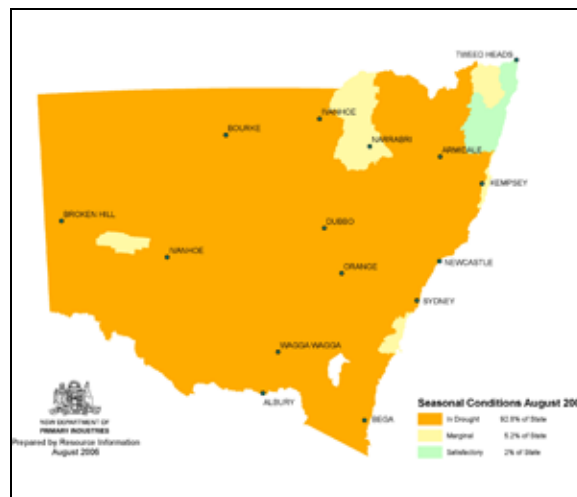 TWEED HEADS
IVANHOE
BOURKE
NARRABRI
ARMIDALE
KEMPSEY
BROKEN HILL
DUBBO
IVANHOE
NEWCASTLE
ORANGE
SYDNEY
WAGGA WAGGA
ALBURY
BEGA
NSW DEPARTMENT OF
PRIMARY INDUSTRIES
Prepared by Resource Information
August 2006
Seasonal Conditions August 200
In Drought 92.8% of State
Marginal 5.2% of State
Satisfactory 2% of State